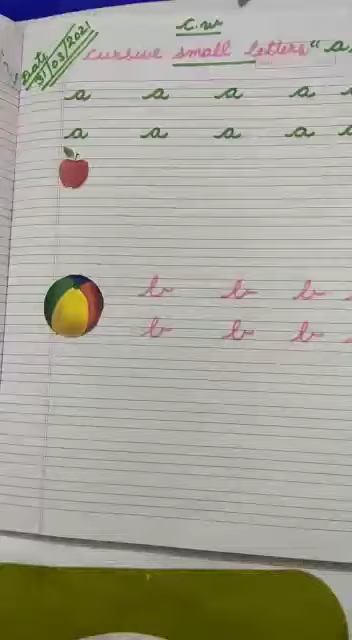 C.W
Date
31/03/2021
Cursive small letters "a
a a a a
a a a a
b b b
b b b